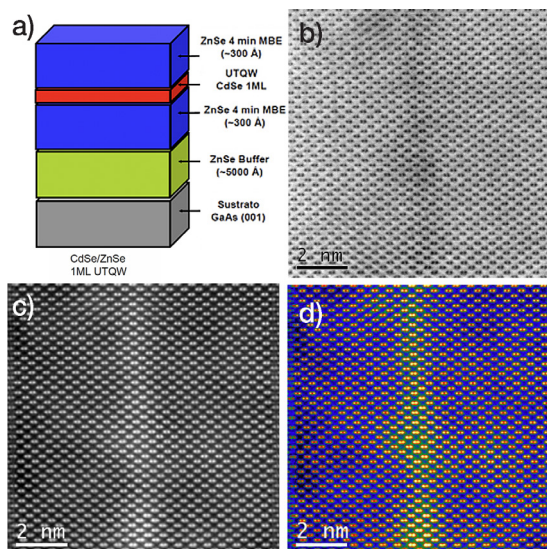 a)
ZnSe 4 min MBE
(~300 Å)
UTQW
CdSe 1ML
ZnSe 4 min MBE
(~300 Å)
ZnSe Buffer
(~5000 Å)
Sustrato
GaAs (001)
CdSe/ZnSe
1ML UTQW
b)
2 nm
c)
2 nm
d)
2 nm